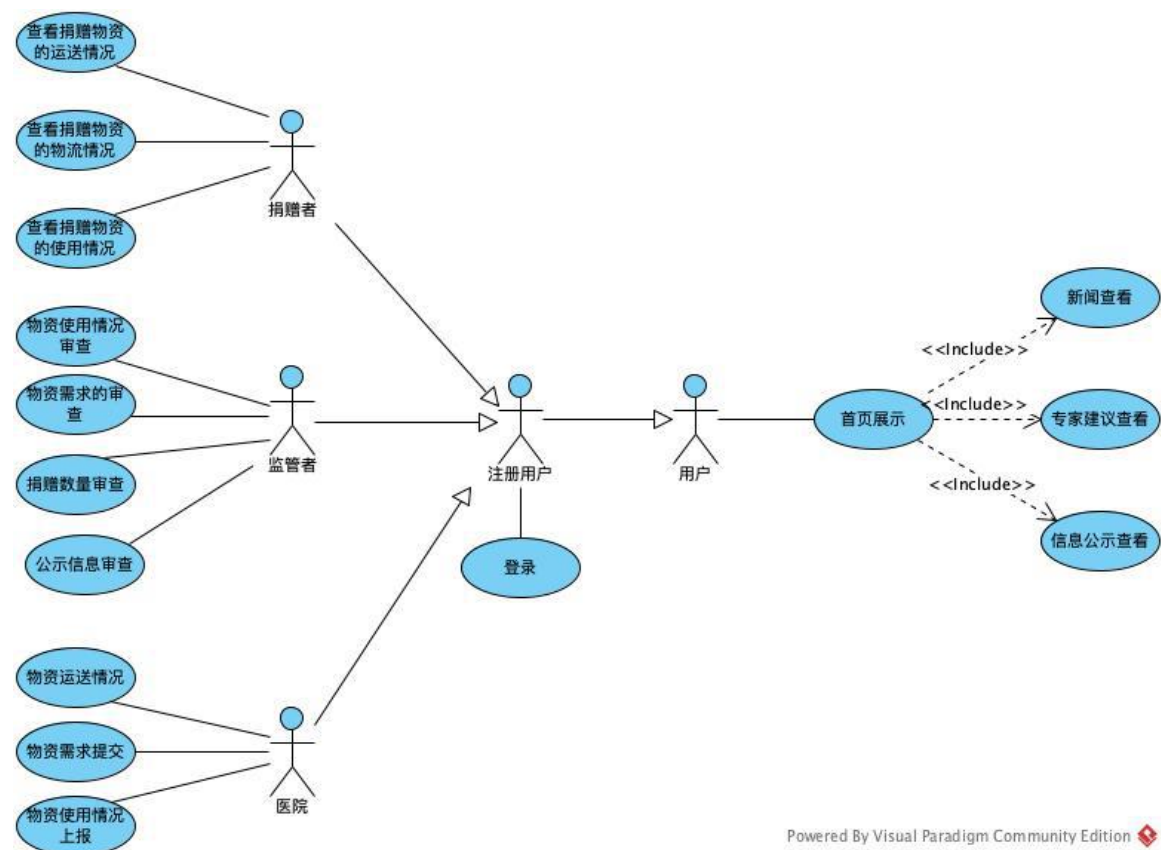 查看捐赠物资
的运送情况
查看捐赠物资
的物流情况
查看捐赠物资
的使用情况
捐赠者
物资使用情况
审查
物资需求的审
查
捐赠数量审查
公示信息审查
监管者
物资运送情况
物资需求提交
物资使用情况
上报
医院
注册用户
登录
用户
首页展示
<<Include>>
<<Include>>
<<Include>>
新闻查看
专家建议查看
信息公示查看
Powered By Visual Paradigm Community Edition